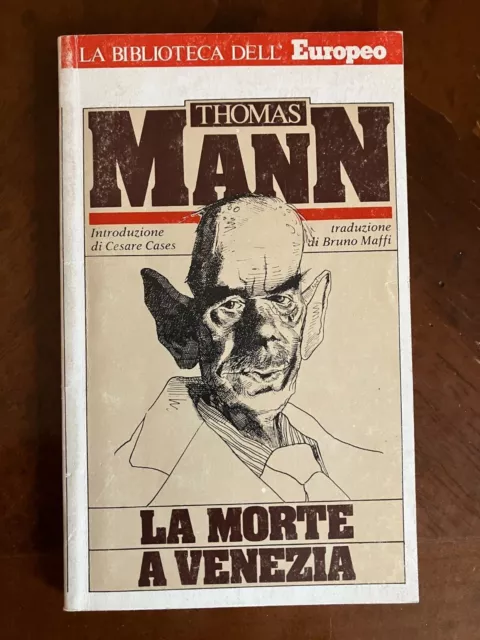 LA BIBLIOTECA DELL' Europeo
THOMAS
MANN
Introduzione
di Cesare Cases
traduzione
di Bruno Maffi
LA MORTE
A VENEZIA